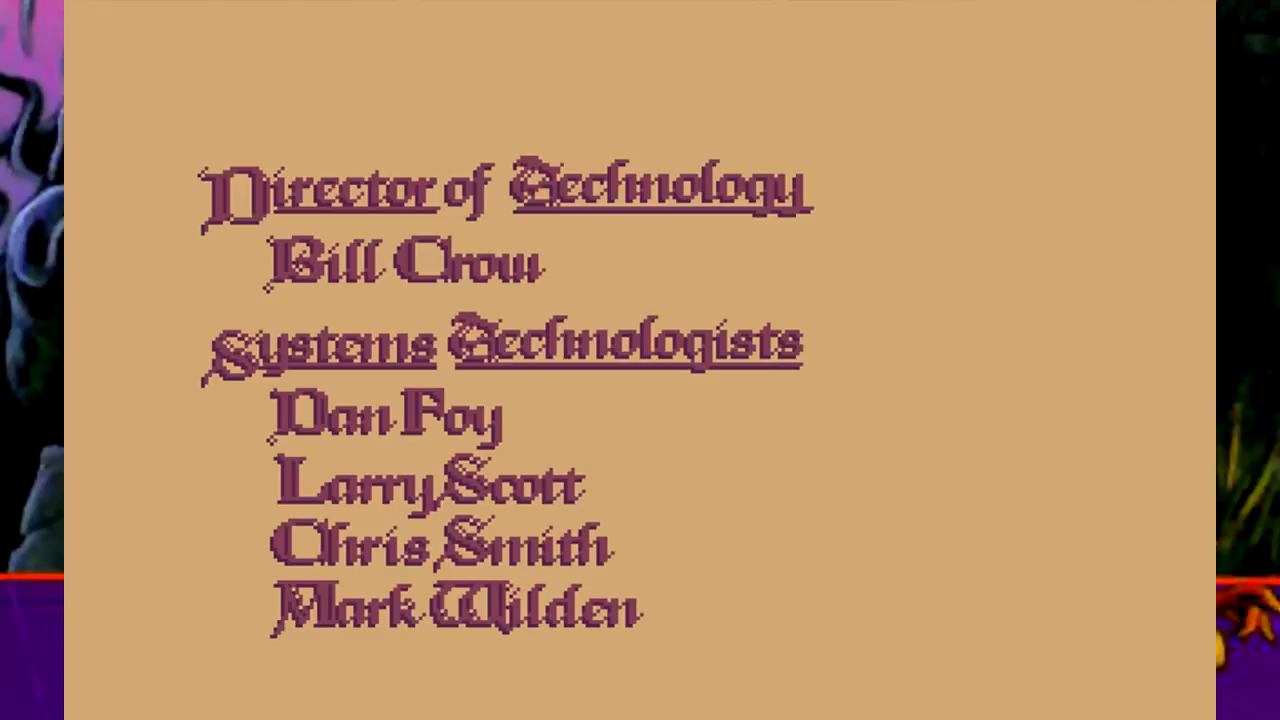 Director of Technology
Bill Crow
Systems Technologists
Dan Foy
Larry Scott
Chris Smith
Mark Wilden